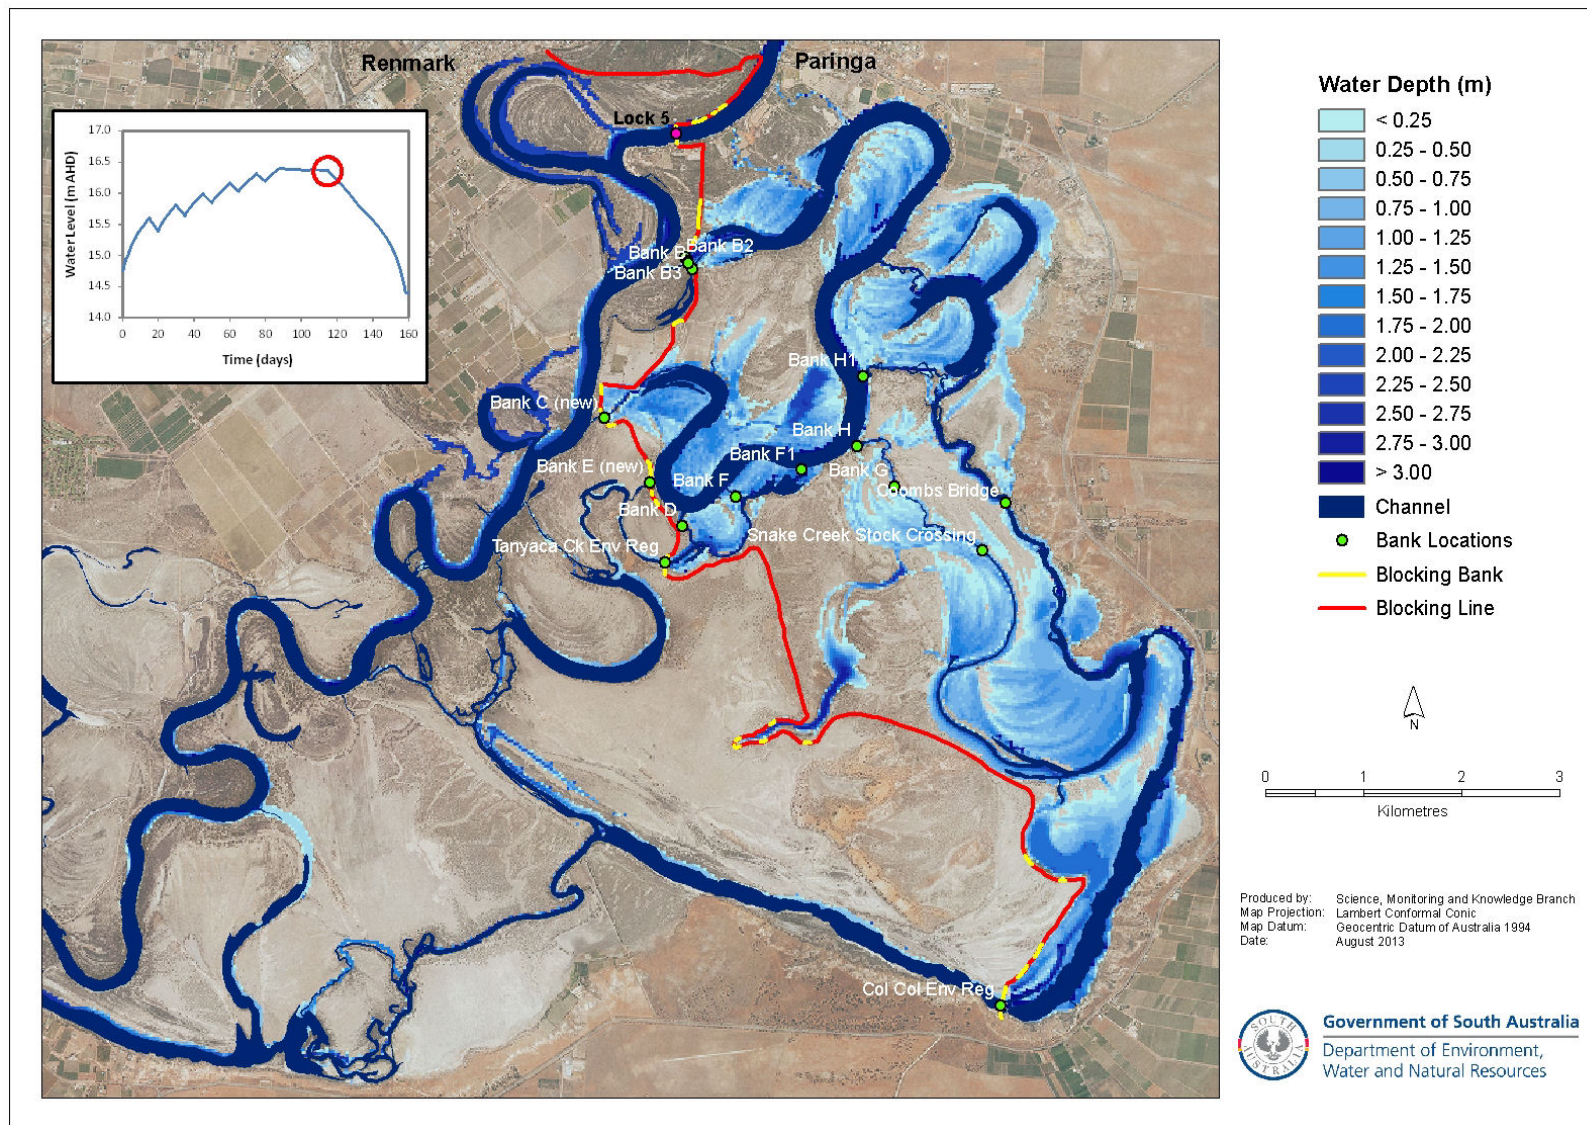 Renmark
Paringa
Lock 5
17.0
16.5
16.0
15.5
15.0
14.5
14.0
Water Level (m AHD)
0 20 40 60 80 100 120 140 160
Time (days)
Bank B
Bank B2
Bank B3
Bank H1
Bank C (new)
Bank H
Bank F1
Bank E (new)
Bank F
Bank G
Coombs Bridge
Bank D
Snake Creek Stock Crossing
Tanyaca Ck Env Reg
Col Col Env Reg
Water Depth (m)
< 0.25
0.25 - 0.50
0.50 - 0.75
0.75 - 1.00
1.00 - 1.25
1.25 - 1.50
1.50 - 1.75
1.75 - 2.00
2.00 - 2.25
2.25 - 2.50
2.50 - 2.75
2.75 - 3.00
> 3.00
Channel
Bank Locations
Blocking Bank
Blocking Line
N
0 1 2 3
Kilometres
Produced by: Science, Monitoring and Knowledge Branch
Map Projection: Lambert Conformal Conic
Map Datum: Geocentric Datum of Australia 1994
Date: August 2013
SOUTH AUSTRALIA
Government of South Australia
Department of Environment,
Water and Natural Resources